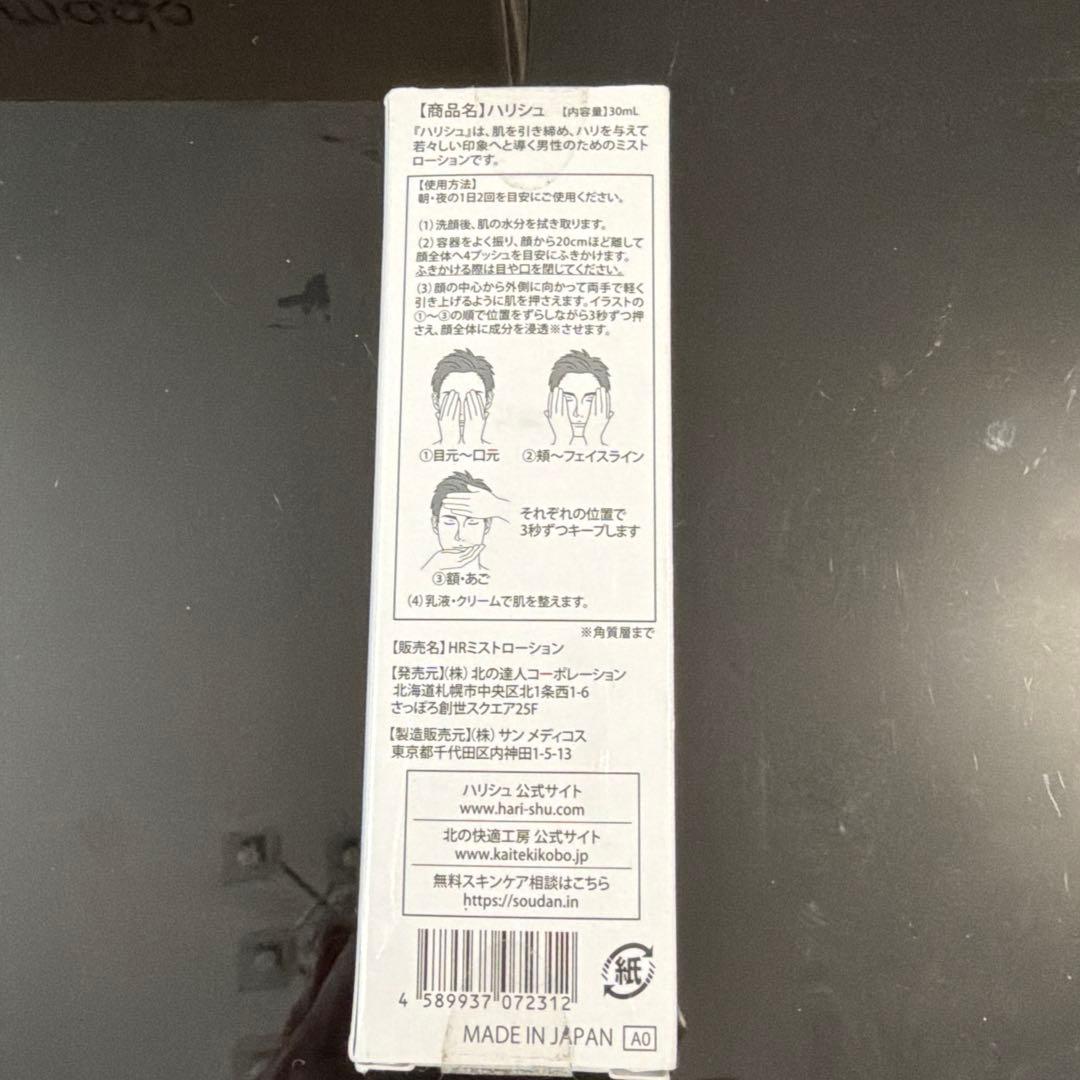 【商品名】ハリシュ 【内容量】30mL
『ハリシュ』は、肌を引き締め、ハリを与えて
若々しい印象へと導く男性のためのミスト
ローションです。
【使用方法】
朝・夜の1日2回を目安にご使用ください。
(1)洗顔後、肌の水分を拭き取ります。
(2)容器をよく振り、顔から20cmほど離して
顔全体へ4プッシュを目安にふきかけます。
ふきかける際は目や口を閉じてください。
(3)顔の中心から外側に向かって両手で軽く
引き上げるように肌を押さえます。イラストの
①～③の順で位置をずらしながら3秒ずつ押
さえ、顔全体に成分を浸透※させます。
①目元～口元 ②頬～フェイスライン
それぞれの位置で
3秒ずつキープします
③額・あご
(4)乳液・クリームで肌を整えます。
※角質層まで
【販売名】HRミストローション
【発売元】(株)北の達人コーポレーション
北海道札幌市中央区北1条西1-6
さっぽろ創世スクエア25F
【製造販売元】(株)サン メディコス
東京都千代田区内神田1-5-13
ハリシュ 公式サイト
www.hari-shu.com
北の快適工房 公式サイト
www.kaitekikobo.jp
無料スキンケア相談はこちら
https://soudan.in
紙
4 589937 072312
MADE IN JAPAN A0